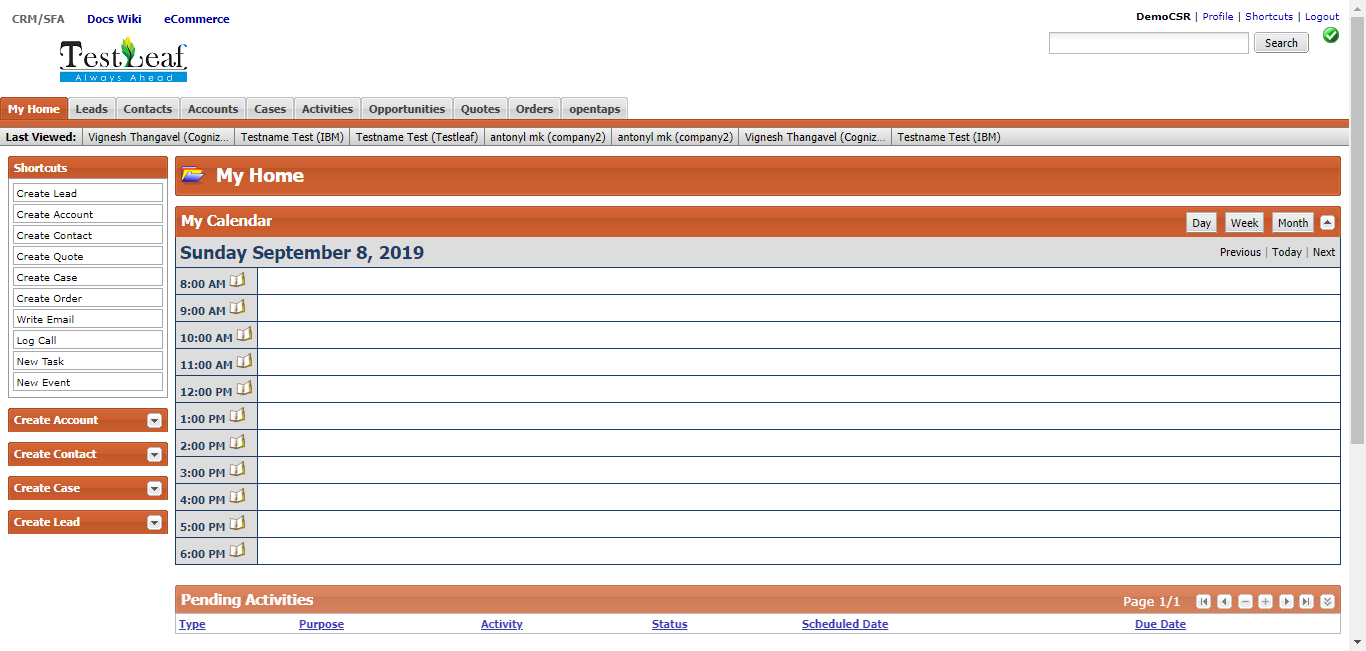 CRM/SFA Docs Wiki eCommerce
DemoCSR | Profile | Shortcuts | Logout
Search
TestLeaf
Always Ahead
My Home Leads Contacts Accounts Cases Activities Opportunities Quotes Orders opentaps
Last Viewed: Vignesh Thangavel (Cogniz... Testname Test (IBM) Testname Test (Testleaf) antonyl mk (company2) antonyl mk (company2) Vignesh Thangavel (Cogniz... Testname Test (IBM)
Shortcuts
Create Lead
Create Account
Create Contact
Create Quote
Create Case
Create Order
Write Email
Log Call
New Task
New Event
Create Account
Create Contact
Create Case
Create Lead
My Home
My Calendar Day Week Month
Sunday September 8, 2019 Previous | Today | Next
8:00 AM
9:00 AM
10:00 AM
11:00 AM
12:00 PM
1:00 PM
2:00 PM
3:00 PM
4:00 PM
5:00 PM
6:00 PM
Pending Activities Page 1/1
Type Purpose Activity Status Scheduled Date Due Date